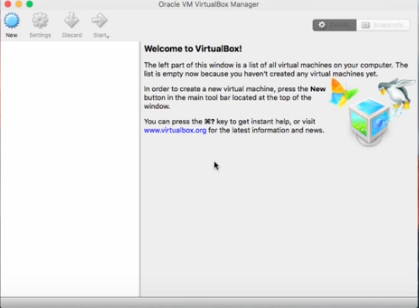 Oracle VM VirtualBox Manager
New Settings Discard Start
Snapshots
Welcome to VirtualBox!
The left part of this window is a list of all virtual machines on your computer. The
list is empty now because you haven't created any virtual machines yet.
In order to create a new virtual machine, press the New
button in the main tool bar located at the top of the
window.
You can press the ⌘? key to get instant help, or visit
www.virtualbox.org for the latest information and news.